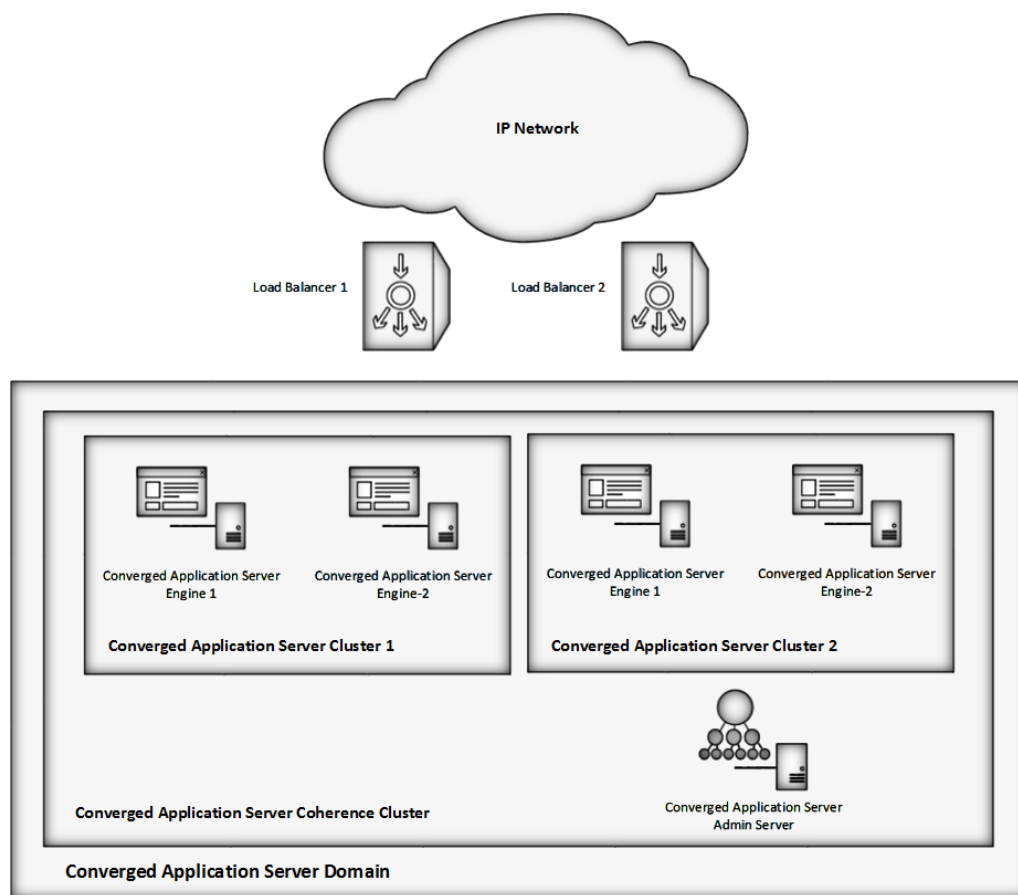 IP Network
Load Balancer 1
Load Balancer 2
Converged Application Server
Engine 1
Converged Application Server
Engine-2
Converged Application Server Cluster 1
Converged Application Server
Engine 1
Converged Application Server
Engine-2
Converged Application Server Cluster 2
Converged Application Server
Admin Server
Converged Application Server Coherence Cluster
Converged Application Server Domain